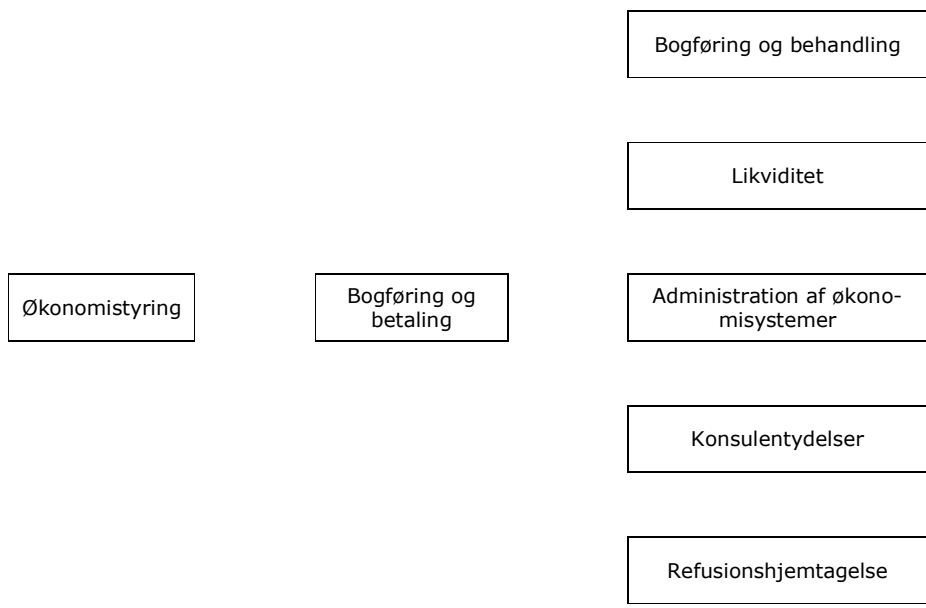 Bogføring og behandling
Likviditet
Økonomistyring
Bogføring og
betaling
Administration af økono-
misystemer
Konsulentydelser
Refusionshjemtagelse